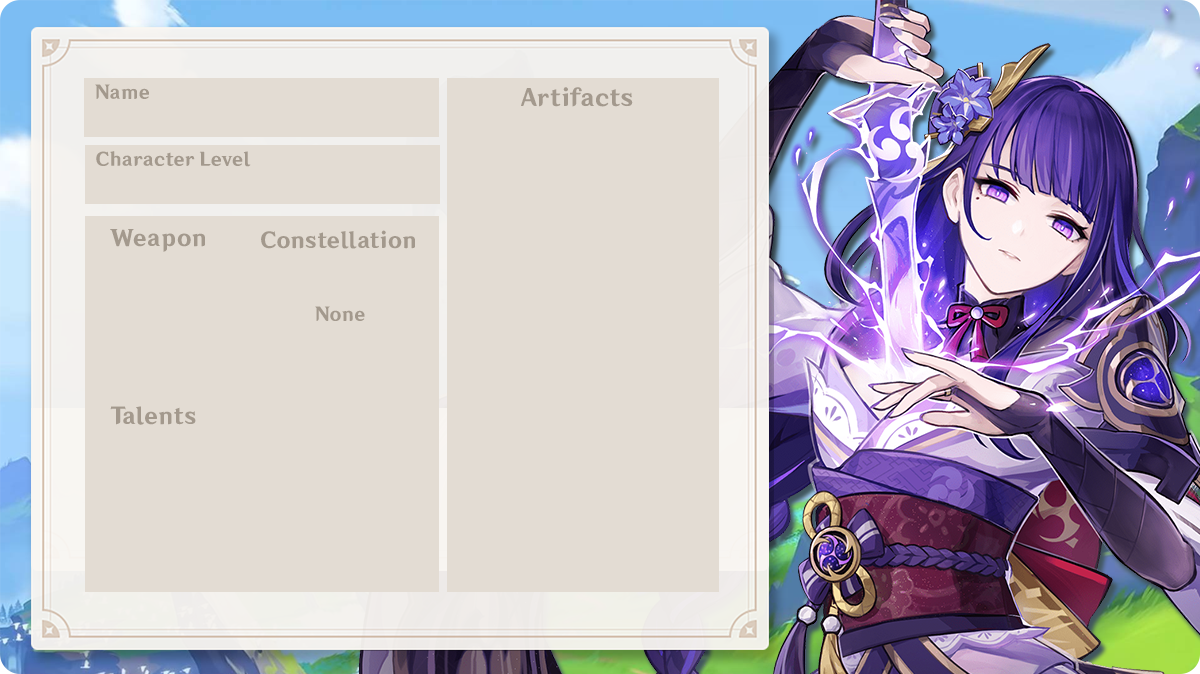 Name
Character Level
Weapon
Constellation
None
Talents
Artifacts